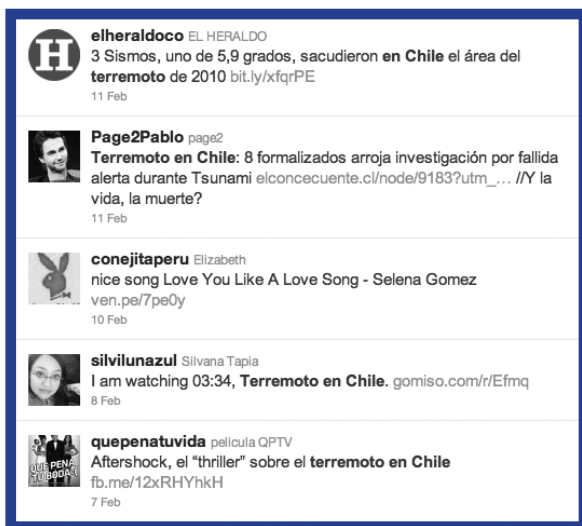 H
elheraldoco EL HERALDO
3 Sismos, uno de 5,9 grados, sacudieron en Chile el área del
terremoto de 2010 bit.ly/xfqrPE
11 Feb
Page2Pablo page2
Terremoto en Chile: 8 formalizados arroja investigación por fallida
alerta durante Tsunami elconcecuente.cl/node/9183?utm_... //Y la
vida, la muerte?
11 Feb
conejitaperu Elizabeth
nice song Love You Like A Love Song - Selena Gomez
ven.pe/7pe0y
10 Feb
silvilunazul Silvana Tapia
I am watching 03:34, Terremoto en Chile. gomiso.com/r/Efmq
8 Feb
QUE PENA
TU BODA
quepenatuvida pelicula QPTV
Aftershock, el “thriller” sobre el terremoto en Chile
fb.me/12xRHYhkH
7 Feb